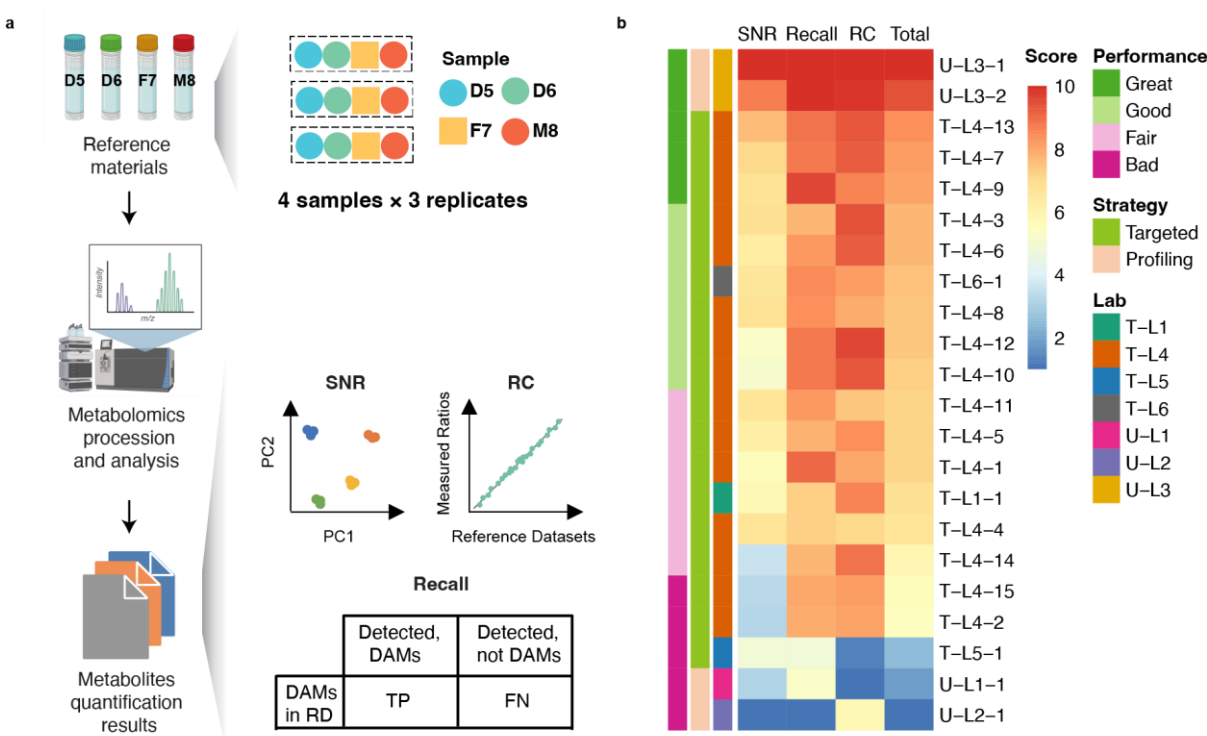 a
D5
D6
F7
M8
Reference
materials
Sample
D5
D6
F7
M8
4 samples × 3 replicates
Intensity
m/z
Metabolomics
procession
and analysis
Metabolites
quantification
results
SNR
PC2
PC1
RC
Measured Ratios
Reference Datasets
Recall
Detected,
DAMs
Detected,
not DAMs
DAMs
in RD
TP
FN
b
SNR Recall RC Total
U–L3–1
U–L3–2
T–L4–13
T–L4–7
T–L4–9
T–L4–3
T–L4–6
T–L6–1
T–L4–8
T–L4–12
T–L4–10
T–L4–11
T–L4–5
T–L4–1
T–L1–1
T–L4–4
T–L4–14
T–L4–15
T–L4–2
T–L5–1
U–L1–1
U–L2–1
Score
10
8
6
4
2
Performance
Great
Good
Fair
Bad
Strategy
Targeted
Profiling
Lab
T–L1
T–L4
T–L5
T–L6
U–L1
U–L2
U–L3